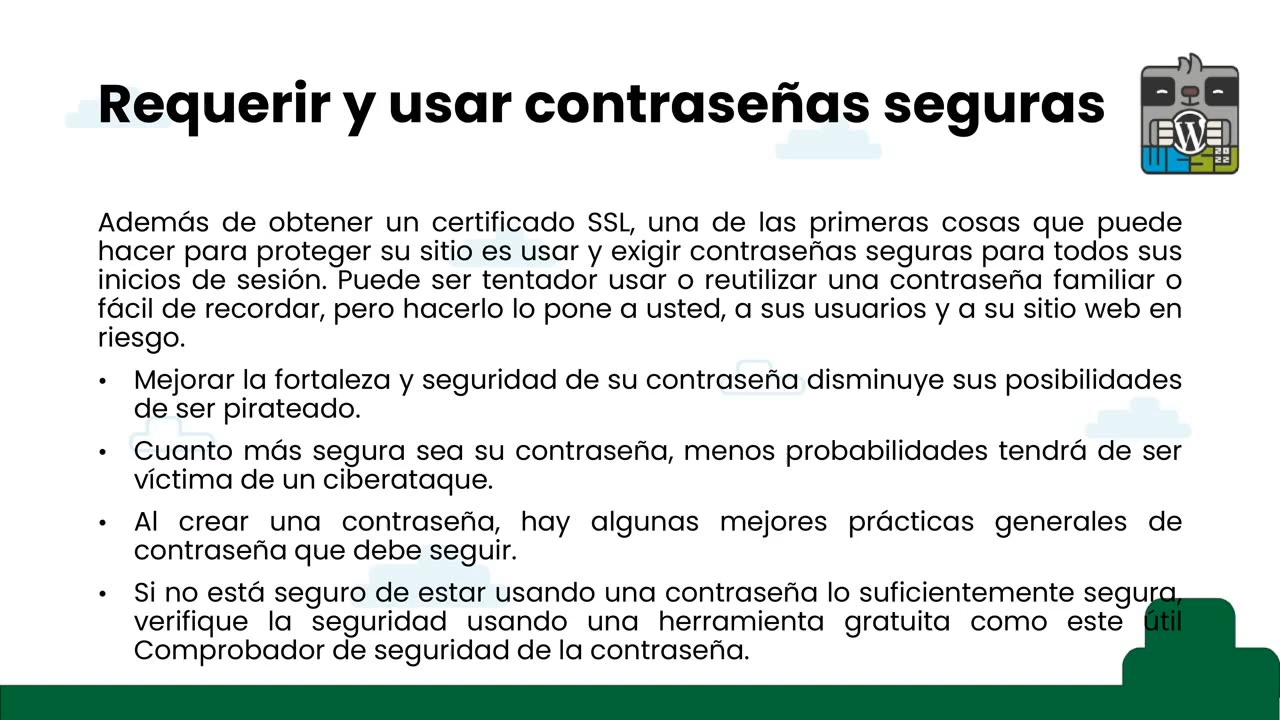 Requerir y usar contraseñas seguras
Además de obtener un certificado SSL, una de las primeras cosas que puede
hacer para proteger su sitio es usar y exigir contraseñas seguras para todos sus
inicios de sesión. Puede ser tentador usar o reutilizar una contraseña familiar o
fácil de recordar, pero hacerlo lo pone a usted, a sus usuarios y a su sitio web en
riesgo.
• Mejorar la fortaleza y seguridad de su contraseña disminuye sus posibilidades
de ser pirateado.
• Cuanto más segura sea su contraseña, menos probabilidades tendrá de ser
víctima de un ciberataque.
• Al crear una contraseña, hay algunas mejores prácticas generales de
contraseña que debe seguir.
• Si no está seguro de estar usando una contraseña lo suficientemente segura,
verifique la seguridad usando una herramienta gratuita como este útil
Comprobador de seguridad de la contraseña.